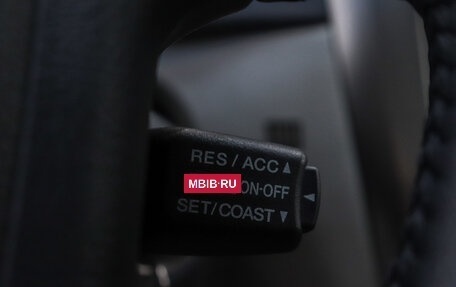 RES / ACC ▲
MBIB.RU ON-OFF ◄
SET/COAST ▼